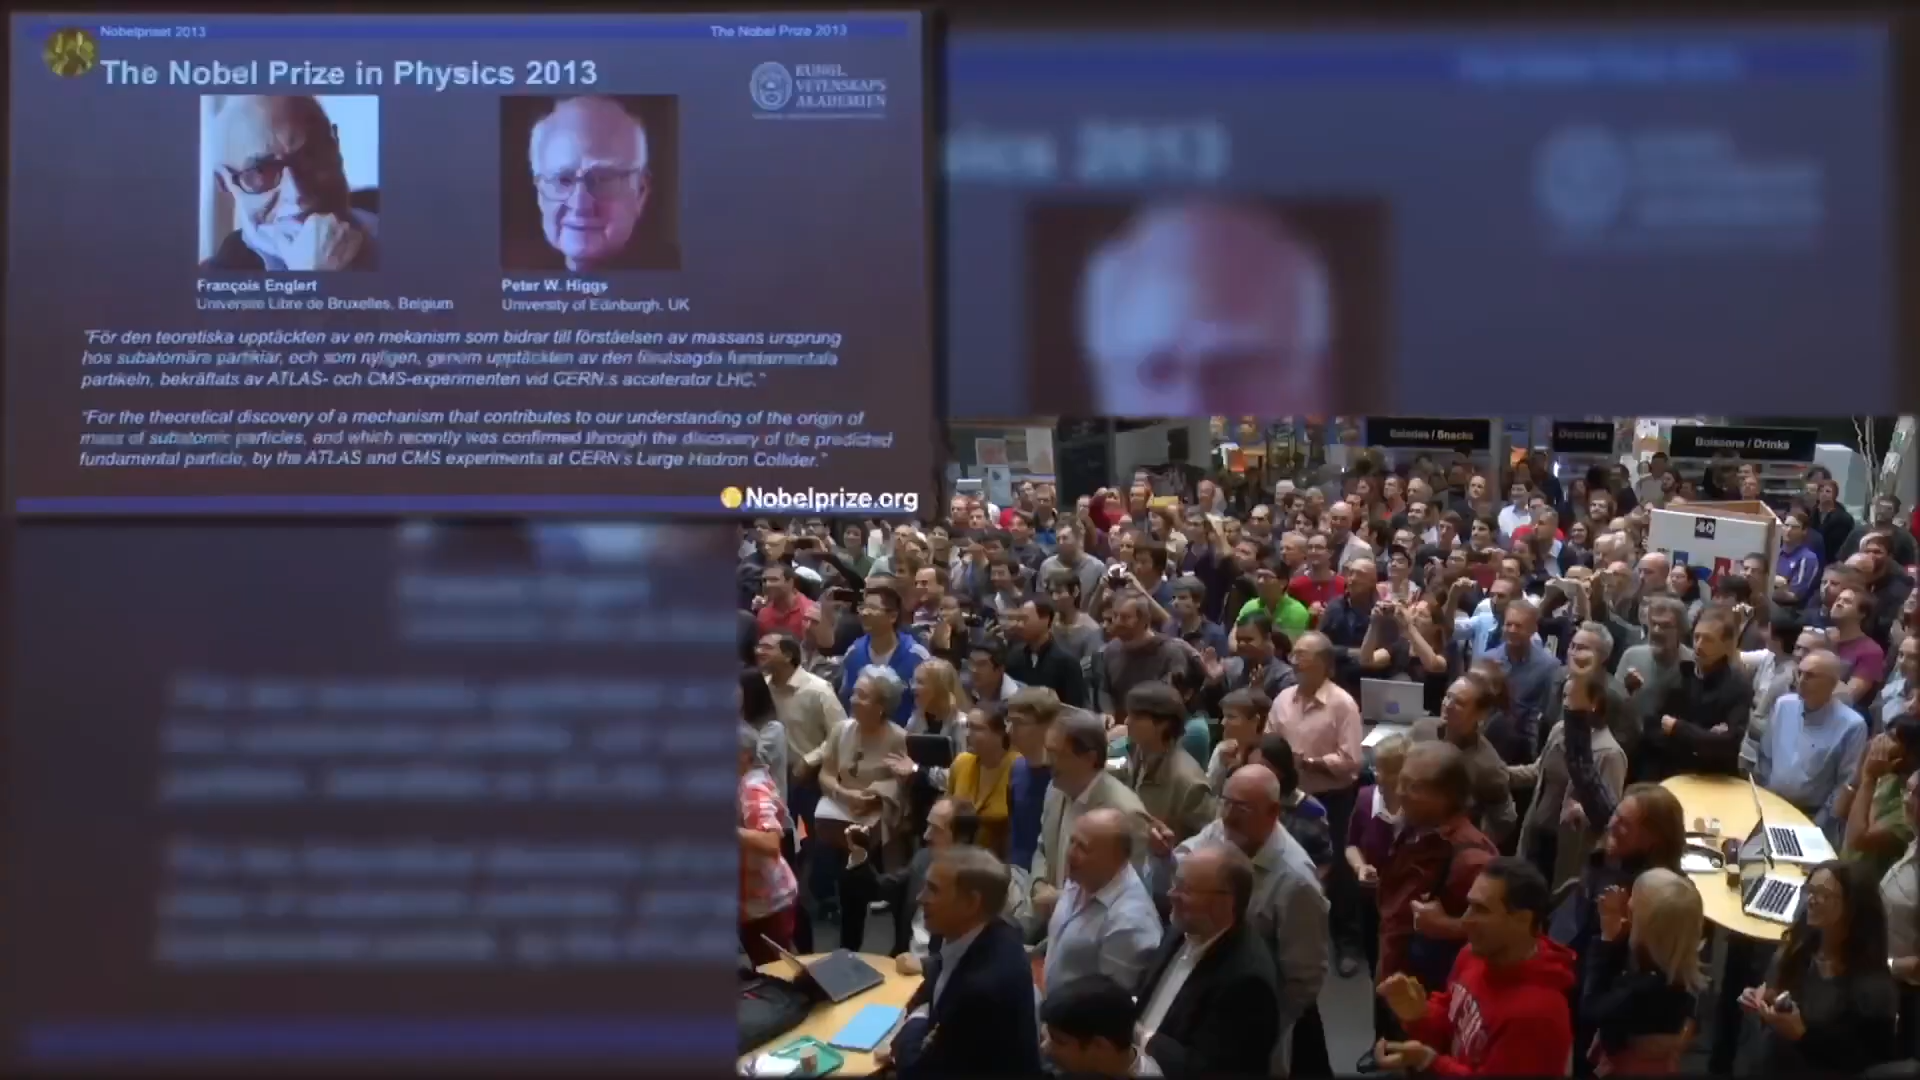 Nobelpriset 2013
The Nobel Prize 2013
The Nobel Prize in Physics 2013
KUNGL.
VETENSKAPS
AKADEMIEN
François Englert
Université Libre de Bruxelles, Belgium
Peter W. Higgs
University of Edinburgh, UK
"För den teoretiska upptäckten av en mekanism som bidrar till förståelsen av massans ursprung
hos subatomära partiklar, och som nyligen, genom upptäckten av den förutsagda fundamentala
partikeln, bekräftats av ATLAS- och CMS-experimenten vid CERN:s accelerator LHC."
"For the theoretical discovery of a mechanism that contributes to our understanding of the origin of
mass of subatomic particles, and which recently was confirmed through the discovery of the predicted
fundamental particle, by the ATLAS and CMS experiments at CERN's Large Hadron Collider."
Nobelprize.org
sics 2013
Salades / Snacks
Desserts
Boissons / Drinks
40